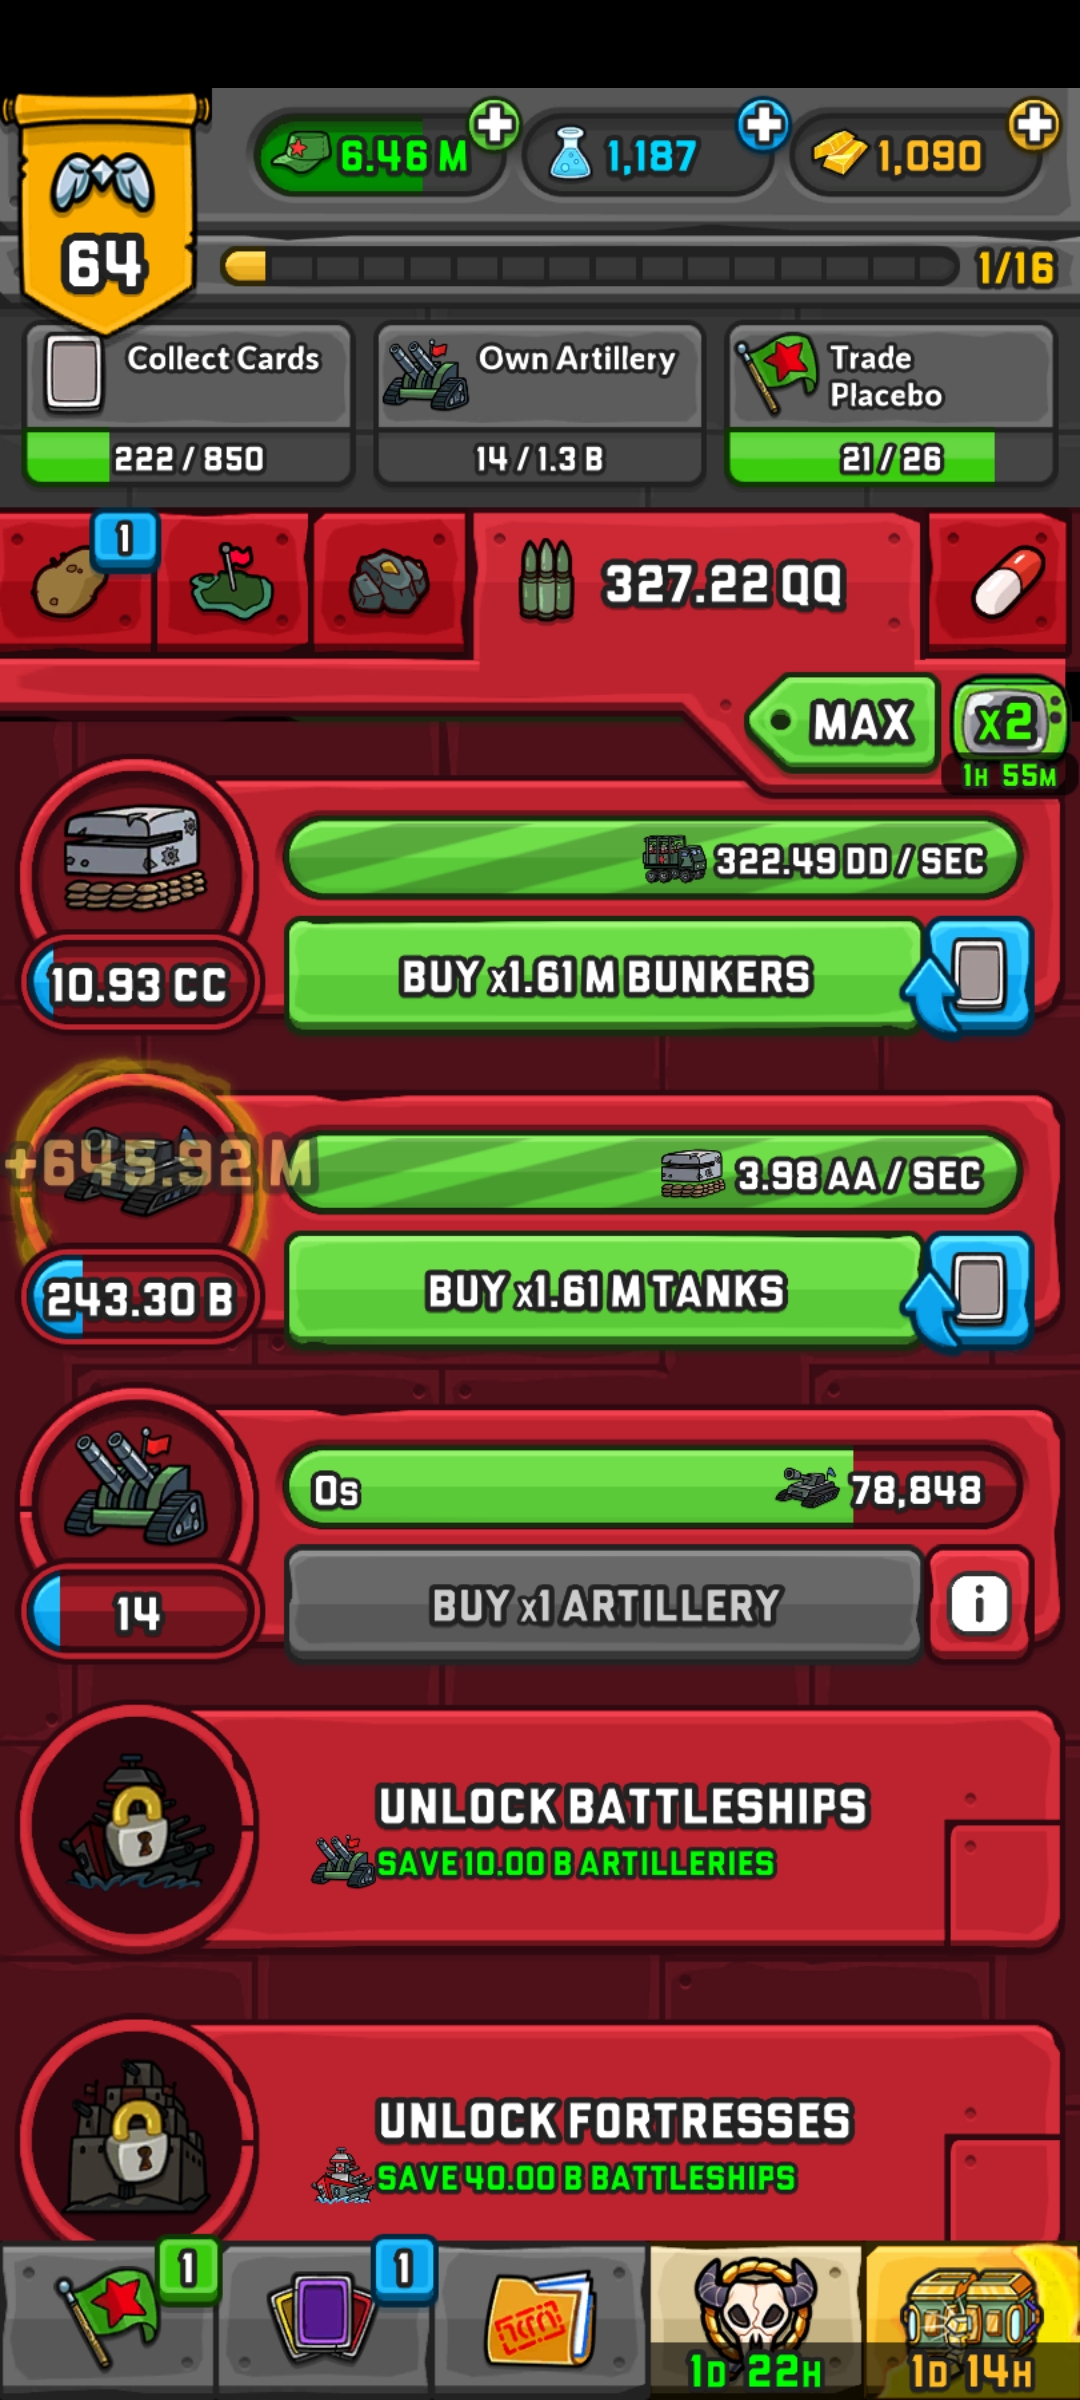 6.46 M
1,187
1,090
64
1/16
Collect Cards
222 / 850
Own Artillery
14 / 1.3 B
Trade
Placebo
21 / 26
1
327.22 QQ
MAX
x2
1H 55M
322.49 DD / SEC
10.93 CC
BUY x1.61 M BUNKERS
+645.92 M
3.98 AA / SEC
243.30 B
BUY x1.61 M TANKS
0s
78,848
14
BUY x1 ARTILLERY
i
UNLOCK BATTLESHIPS
SAVE 10.00 B ARTILLERIES
UNLOCK FORTRESSES
SAVE 40.00 B BATTLESHIPS
1
1
1D 22H
1D 14H